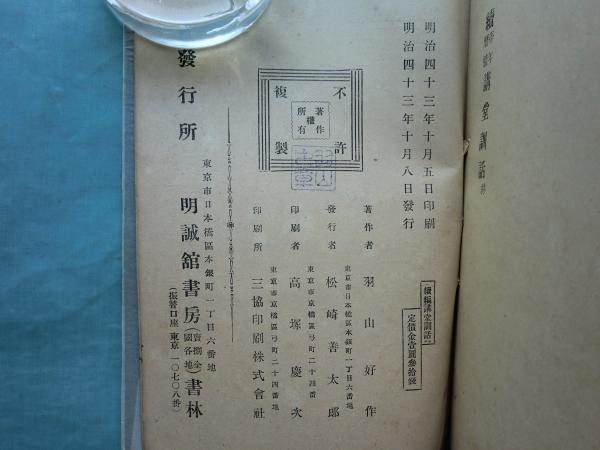 講堂訓話 終
明治四十三年十月五日印刷
明治四十三年十月八日發行
續編講堂訓話
定價金壹圓參拾錢
不許複製
著作權所有
著作者 羽山好作
東京市日本橋區本銀町一丁目六番地
發行者 松崎善太郎
東京市京橋區弓町二十四番地
印刷者 高塚慶次
東京市京橋區弓町二十四番地
印刷所 三協印刷株式會社
東京市日本橋區本銀町一丁目六番地
發行所 明誠舘書房
(賣捌全國各地)書林
(振替口座 東京 一〇七〇八番)